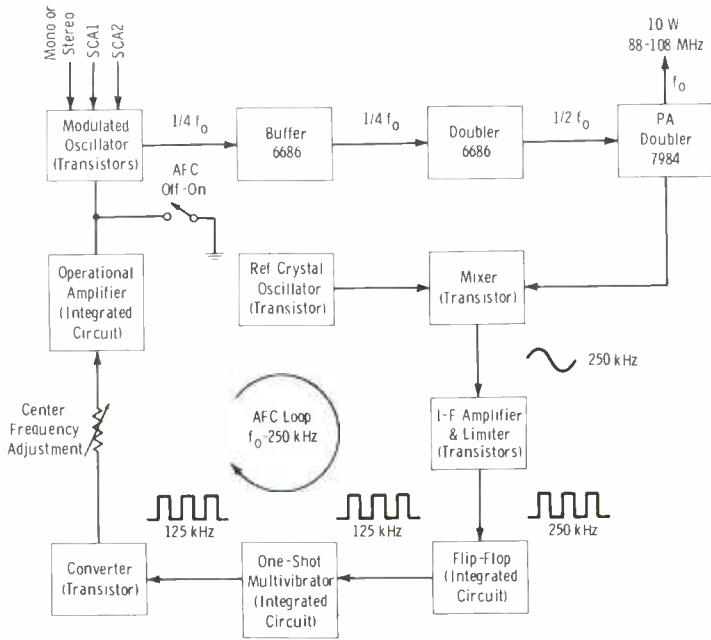 Mono or
Stereo
SCA1
SCA2
10 W
88-108 MHz
f₀
Modulated
Oscillator
(Transistors)
1/4 f₀
Buffer
6686
1/4 f₀
Doubler
6686
1/2 f₀
PA
Doubler
7984
AFC
Off-On
Operational
Amplifier
(Integrated
Circuit)
Ref Crystal
Oscillator
(Transistor)
Mixer
(Transistor)
250 kHz
Center
Frequency
Adjustment
AFC Loop
f₀-250 kHz
I-F Amplifier
& Limiter
(Transistors)
125 kHz
125 kHz
250 kHz
Converter
(Transistor)
One-Shot
Multivibrator
(Integrated
Circuit)
Flip-Flop
(Integrated
Circuit)